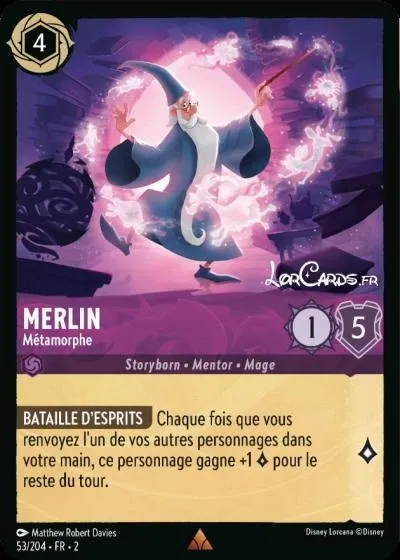 4
LORCARDS.FR
MERLIN
Métamorphe
1
5
Storyborn • Mentor • Mage
BATAILLE D'ESPRITS Chaque fois que vous
renvoyez l'un de vos autres personnages dans
votre main, ce personnage gagne +1 pour le
reste du tour.
Matthew Robert Davies
Disney Lorcana ©Disney
53/204 • FR • 2